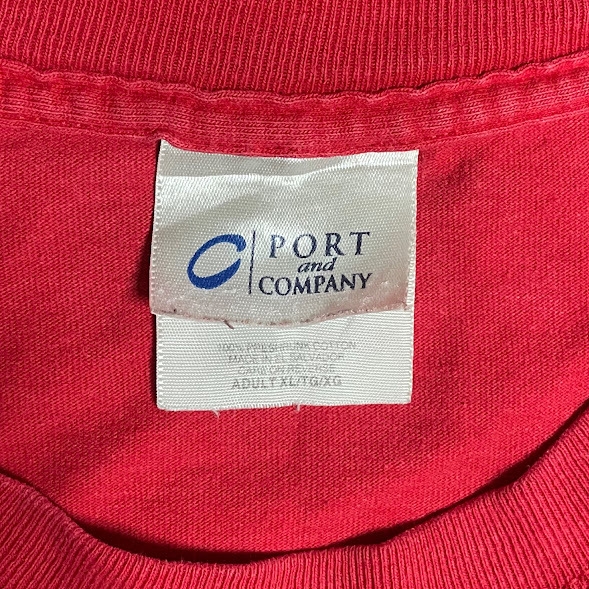 PORT
and
COMPANY
100% PRESHRUNK COTTON
MADE IN EL SALVADOR
CARE ON REVERSE
ADULT XL/TG/XG